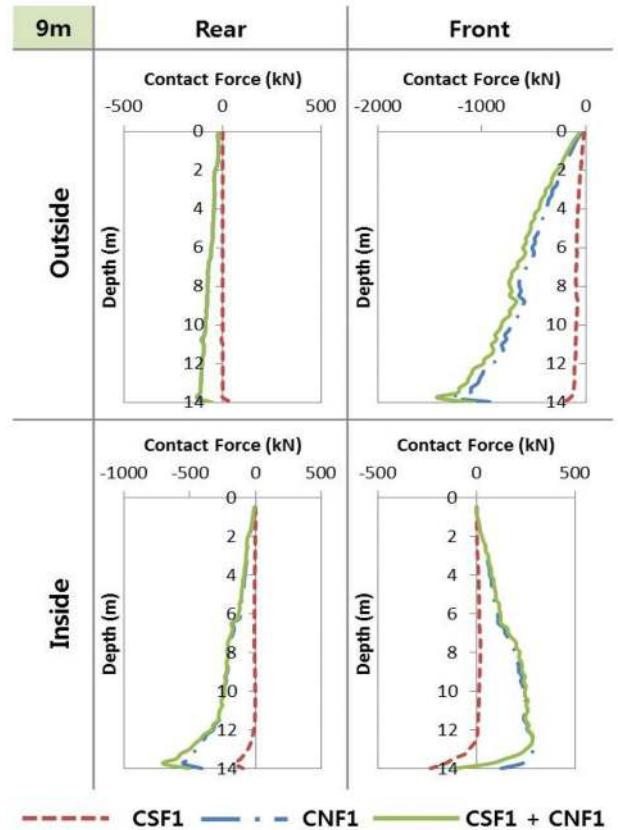 9m Rear Front
Contact Force (kN) Contact Force (kN)
-500 0 500 -2000 -1000 0
Outside
Depth (m)
0
2
4
6
8
10
12
14
Depth (m)
0
2
4
6
8
10
12
14
Contact Force (kN) Contact Force (kN)
-1000 -500 0 500 -500 0 500
Inside
Depth (m)
0
2
4
6
8
10
12
14
Depth (m)
0
2
4
6
8
10
12
14
CSF1 CNF1 CSF1 + CNF1